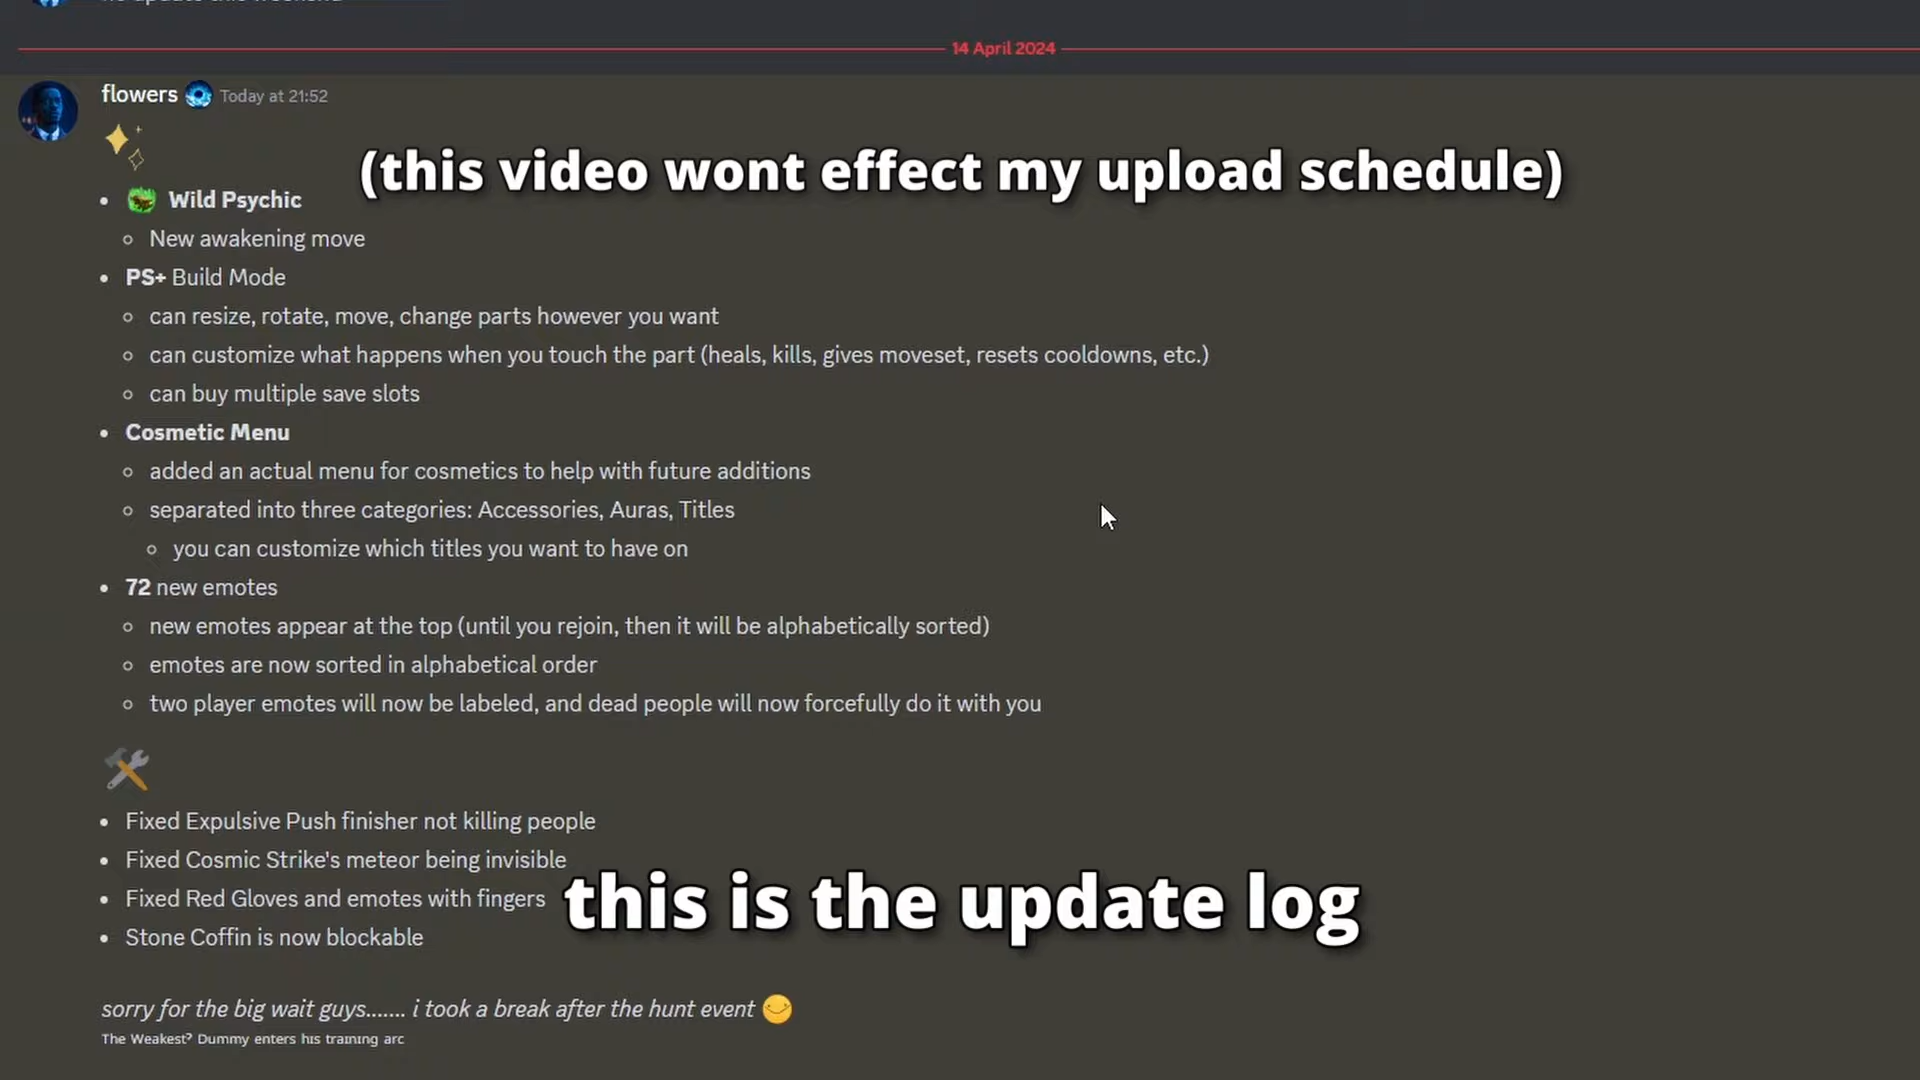 14 April 2024
flowers Today at 21:52
(this video wont effect my upload schedule)
Wild Psychic
New awakening move
PS+ Build Mode
can resize, rotate, move, change parts however you want
can customize what happens when you touch the part (heals, kills, gives moveset, resets cooldowns, etc.)
can buy multiple save slots
Cosmetic Menu
added an actual menu for cosmetics to help with future additions
separated into three categories: Accessories, Auras, Titles
you can customize which titles you want to have on
72 new emotes
new emotes appear at the top (until you rejoin, then it will be alphabetically sorted)
emotes are now sorted in alphabetical order
two player emotes will now be labeled, and dead people will now forcefully do it with you
Fixed Expulsive Push finisher not killing people
Fixed Cosmic Strike's meteor being invisible
Fixed Red Gloves and emotes with fingers
this is the update log
Stone Coffin is now blockable
sorry for the big wait guys....... i took a break after the hunt event
The Weakest? Dummy enters his training arc